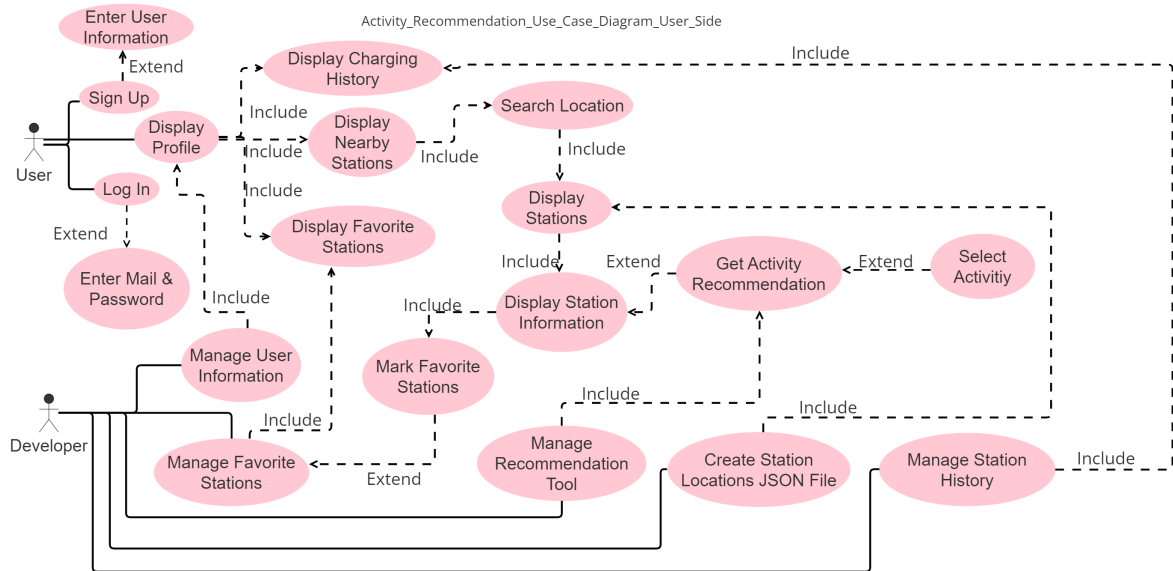 Activity_Recommendation_Use_Case_Diagram_User_Side
Enter User
Information
Extend
Sign Up
Display
Profile
User
Log In
Extend
Enter Mail &
Password
Include
Display Charging
History
Include
Include
Include
Include
Display
Nearby
Stations
Include
Search Location
Include
Display
Stations
Include
Display Favorite
Stations
Display Station
Information
Extend
Get Activity
Recommendation
Extend
Select
Activitiy
Include
Mark Favorite
Stations
Extend
Manage User
Information
Developer
Include
Manage Favorite
Stations
Include
Manage
Recommendation
Tool
Include
Create Station
Locations JSON File
Manage Station
History
Include